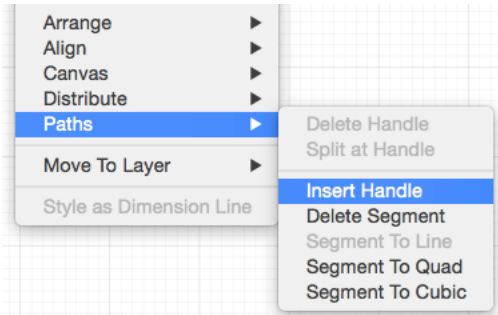 Arrange
Align
Canvas
Distribute
Paths
Move To Layer
Style as Dimension Line
Delete Handle
Split at Handle
Insert Handle
Delete Segment
Segment To Line
Segment To Quad
Segment To Cubic